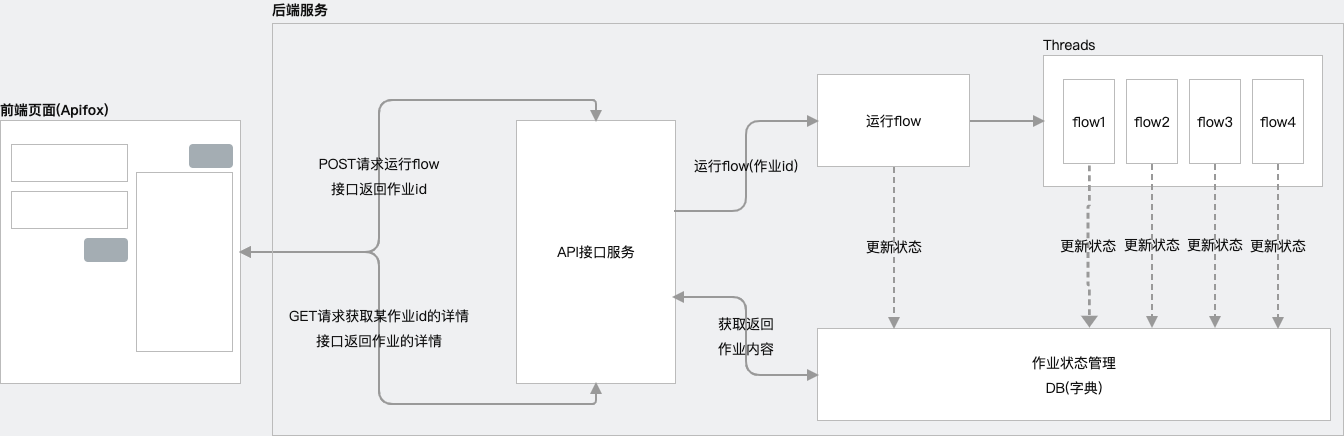 后端服务
前端页面(Apifox)
POST请求运行flow
接口返回作业id
GET请求获取某作业id的详情
接口返回作业的详情
API接口服务
运行flow(作业id)
获取返回
作业内容
运行flow
更新状态
Threads
flow1
flow2
flow3
flow4
更新状态
更新状态
更新状态
更新状态
作业状态管理
DB(字典)